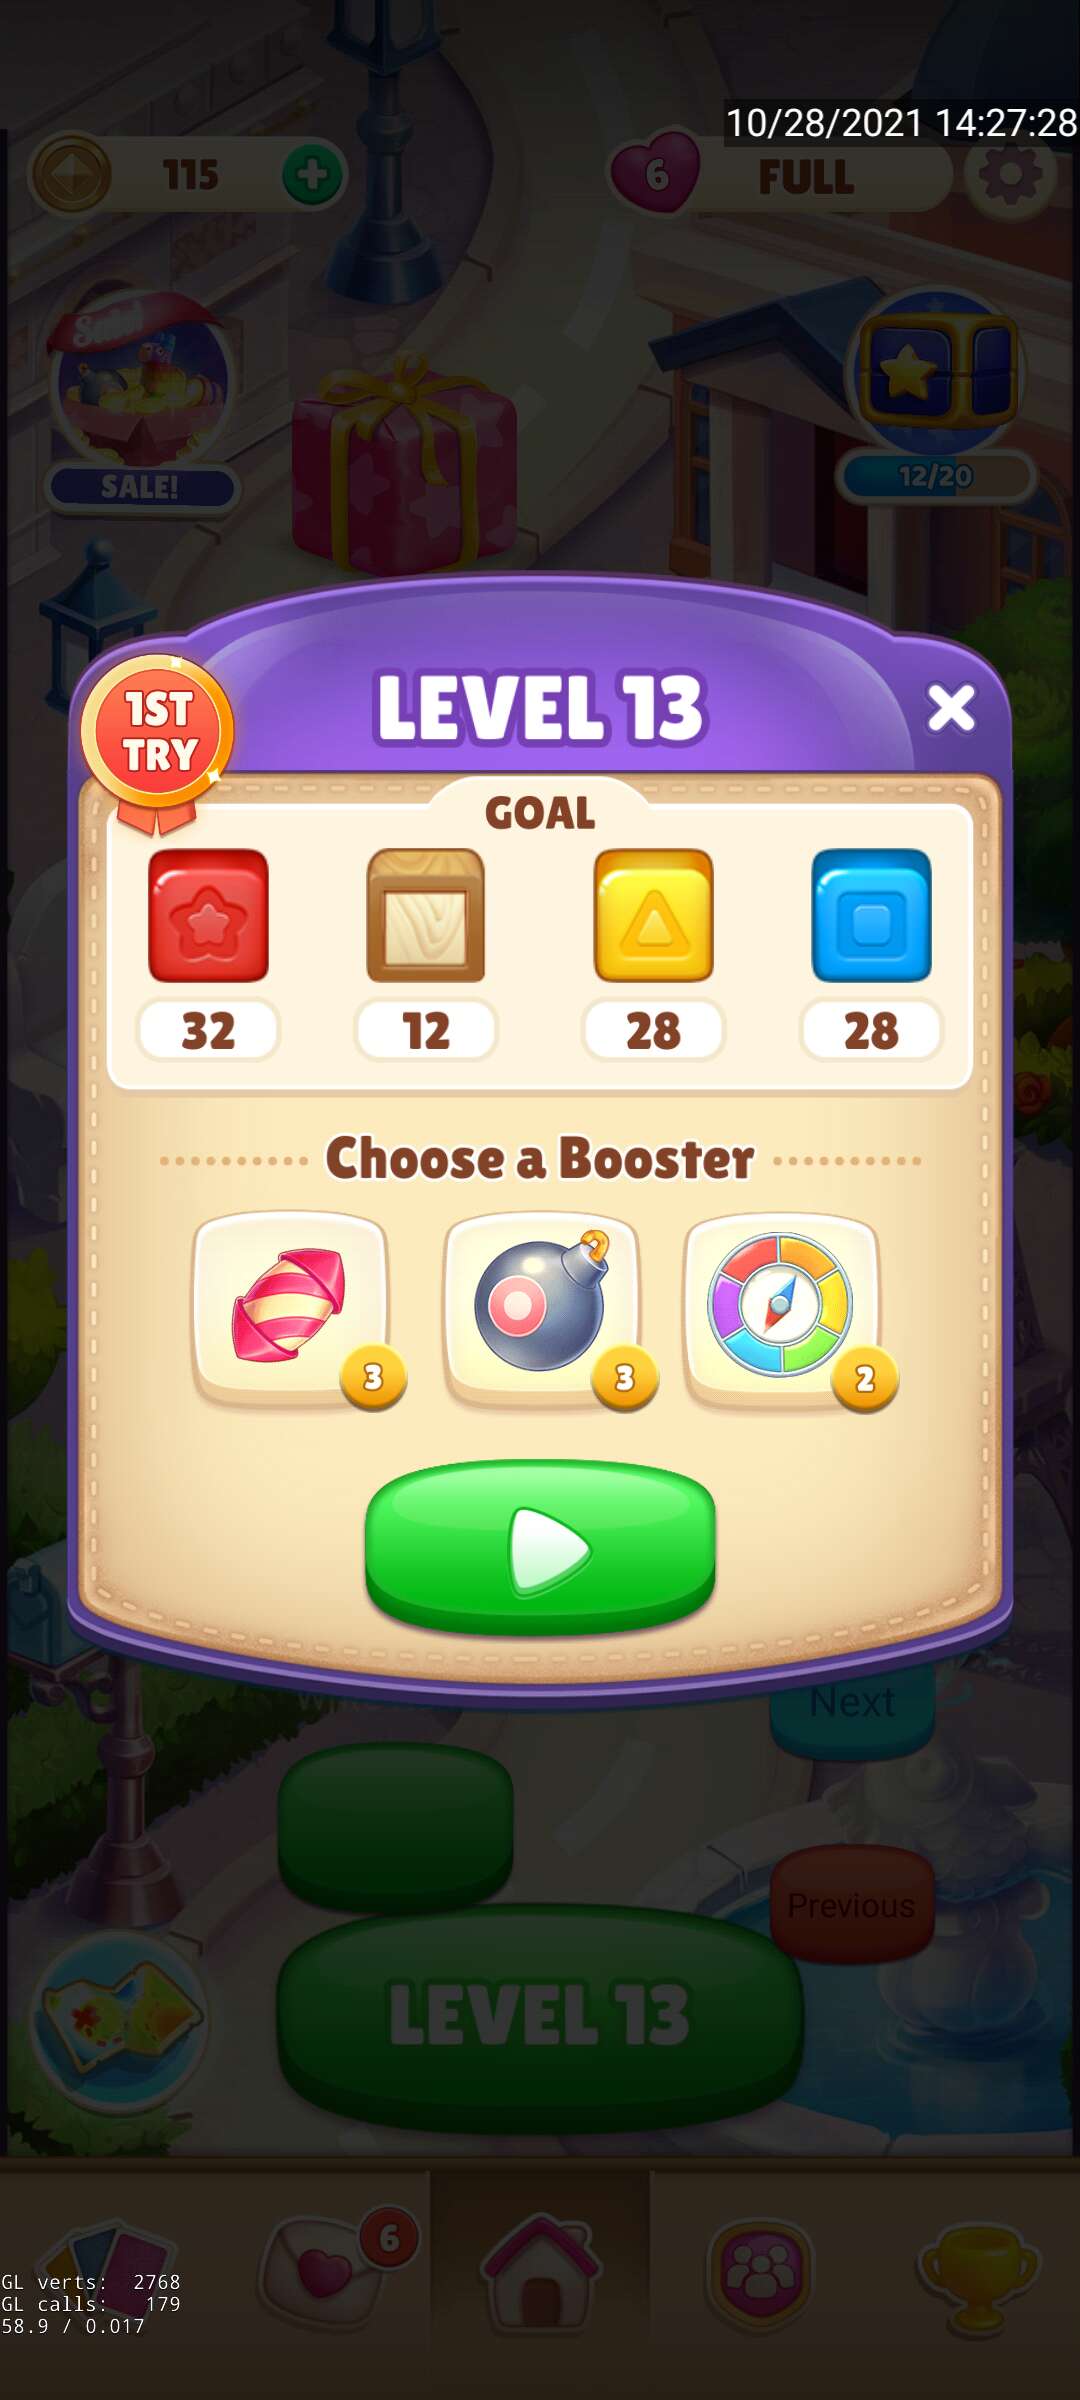 10/28/2021 14:27:28
115
6
FULL
Sale!
SALE!
12/20
1ST
TRY
LEVEL 13
GOAL
32 12 28 28
Choose a Booster
3 3 2
Next
Previous
LEVEL 13
6
GL verts: 2768
GL calls: 179
58.9 / 0.017